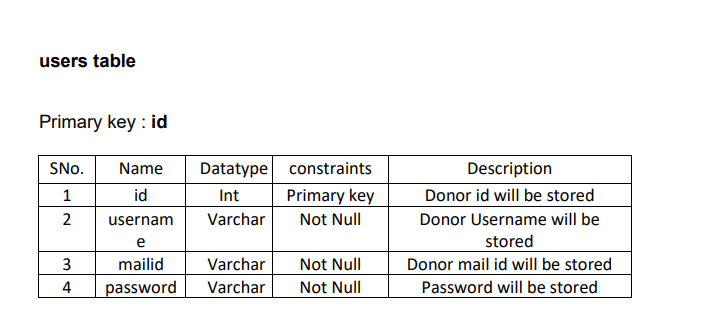 users table
Primary key : id
SNo. Name Datatype constraints Description
1 id Int Primary key Donor id will be stored
2 usernam Varchar Not Null Donor Username will be
e stored
3 mailid Varchar Not Null Donor mail id will be stored
4 password Varchar Not Null Password will be stored